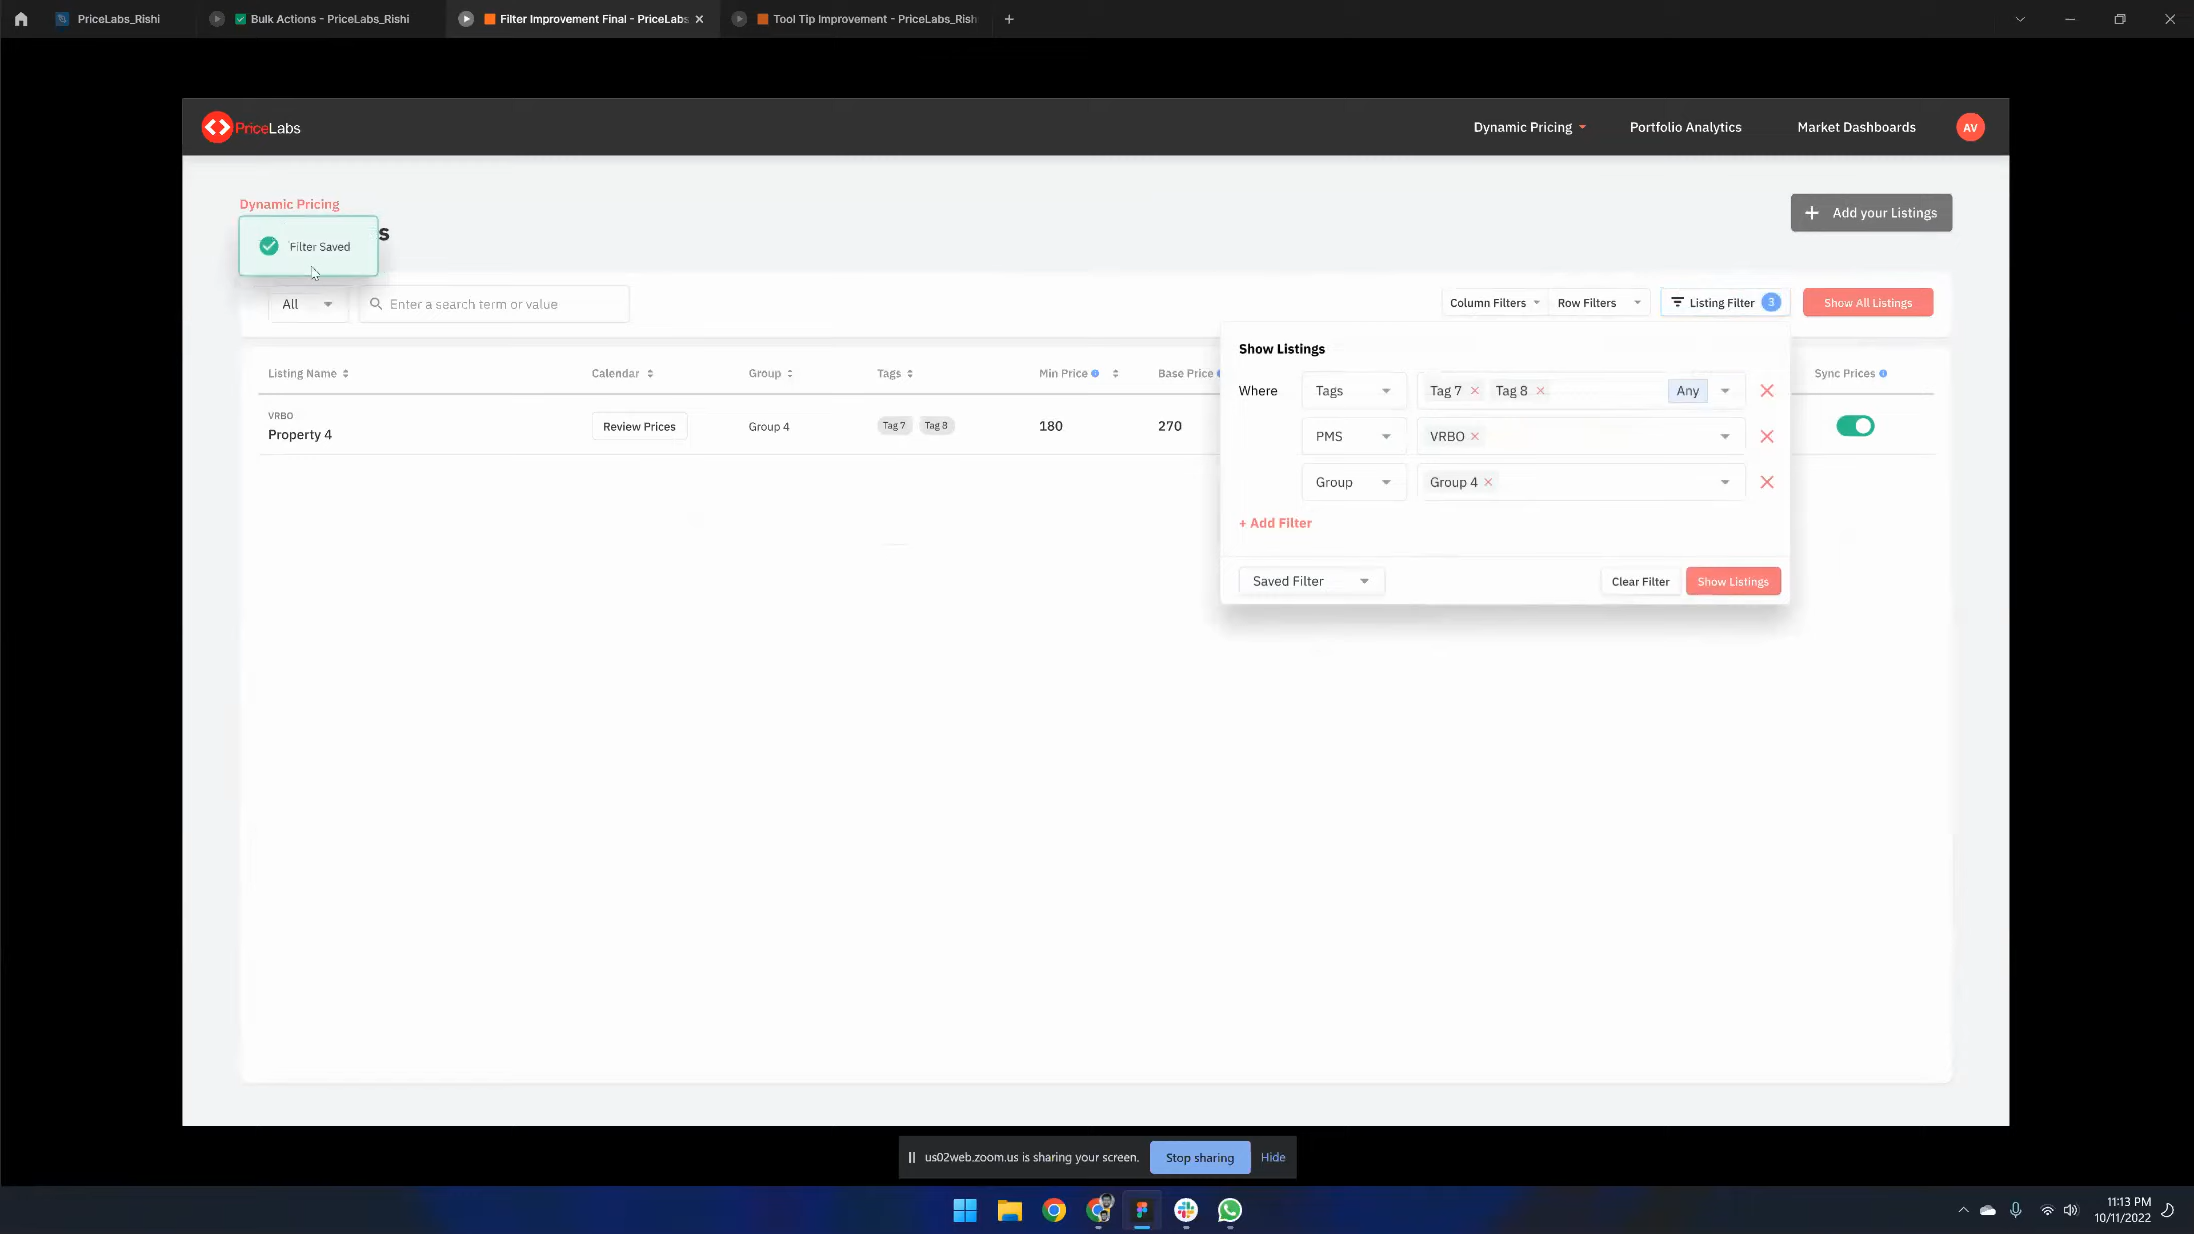 PriceLabs_Rishi
Bulk Actions - PriceLabs_Rishi
Filter Improvement Final - PriceLabs
Tool Tip Improvement - PriceLabs_Rish
PriceLabs
Dynamic Pricing
Portfolio Analytics
Market Dashboards
AV
Dynamic Pricing
s
Filter Saved
+ Add your Listings
All
Enter a search term or value
Column Filters
Row Filters
Listing Filter 3
Show All Listings
Listing Name
Calendar
Group
Tags
Min Price
Base Price
Sync Prices
VRBO
Property 4
Review Prices
Group 4
Tag 7
Tag 8
180
270
Show Listings
Where
Tags
Tag 7
Tag 8
Any
PMS
VRBO
Group
Group 4
+ Add Filter
Saved Filter
Clear Filter
Show Listings
us02web.zoom.us is sharing your screen.
Stop sharing
Hide
11:13 PM
10/11/2022